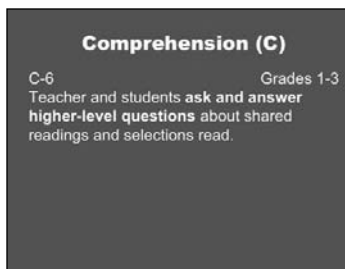 Comprehension (C)
C-6 Grades 1-3
Teacher and students ask and answer
higher-level questions about shared
readings and selections read.